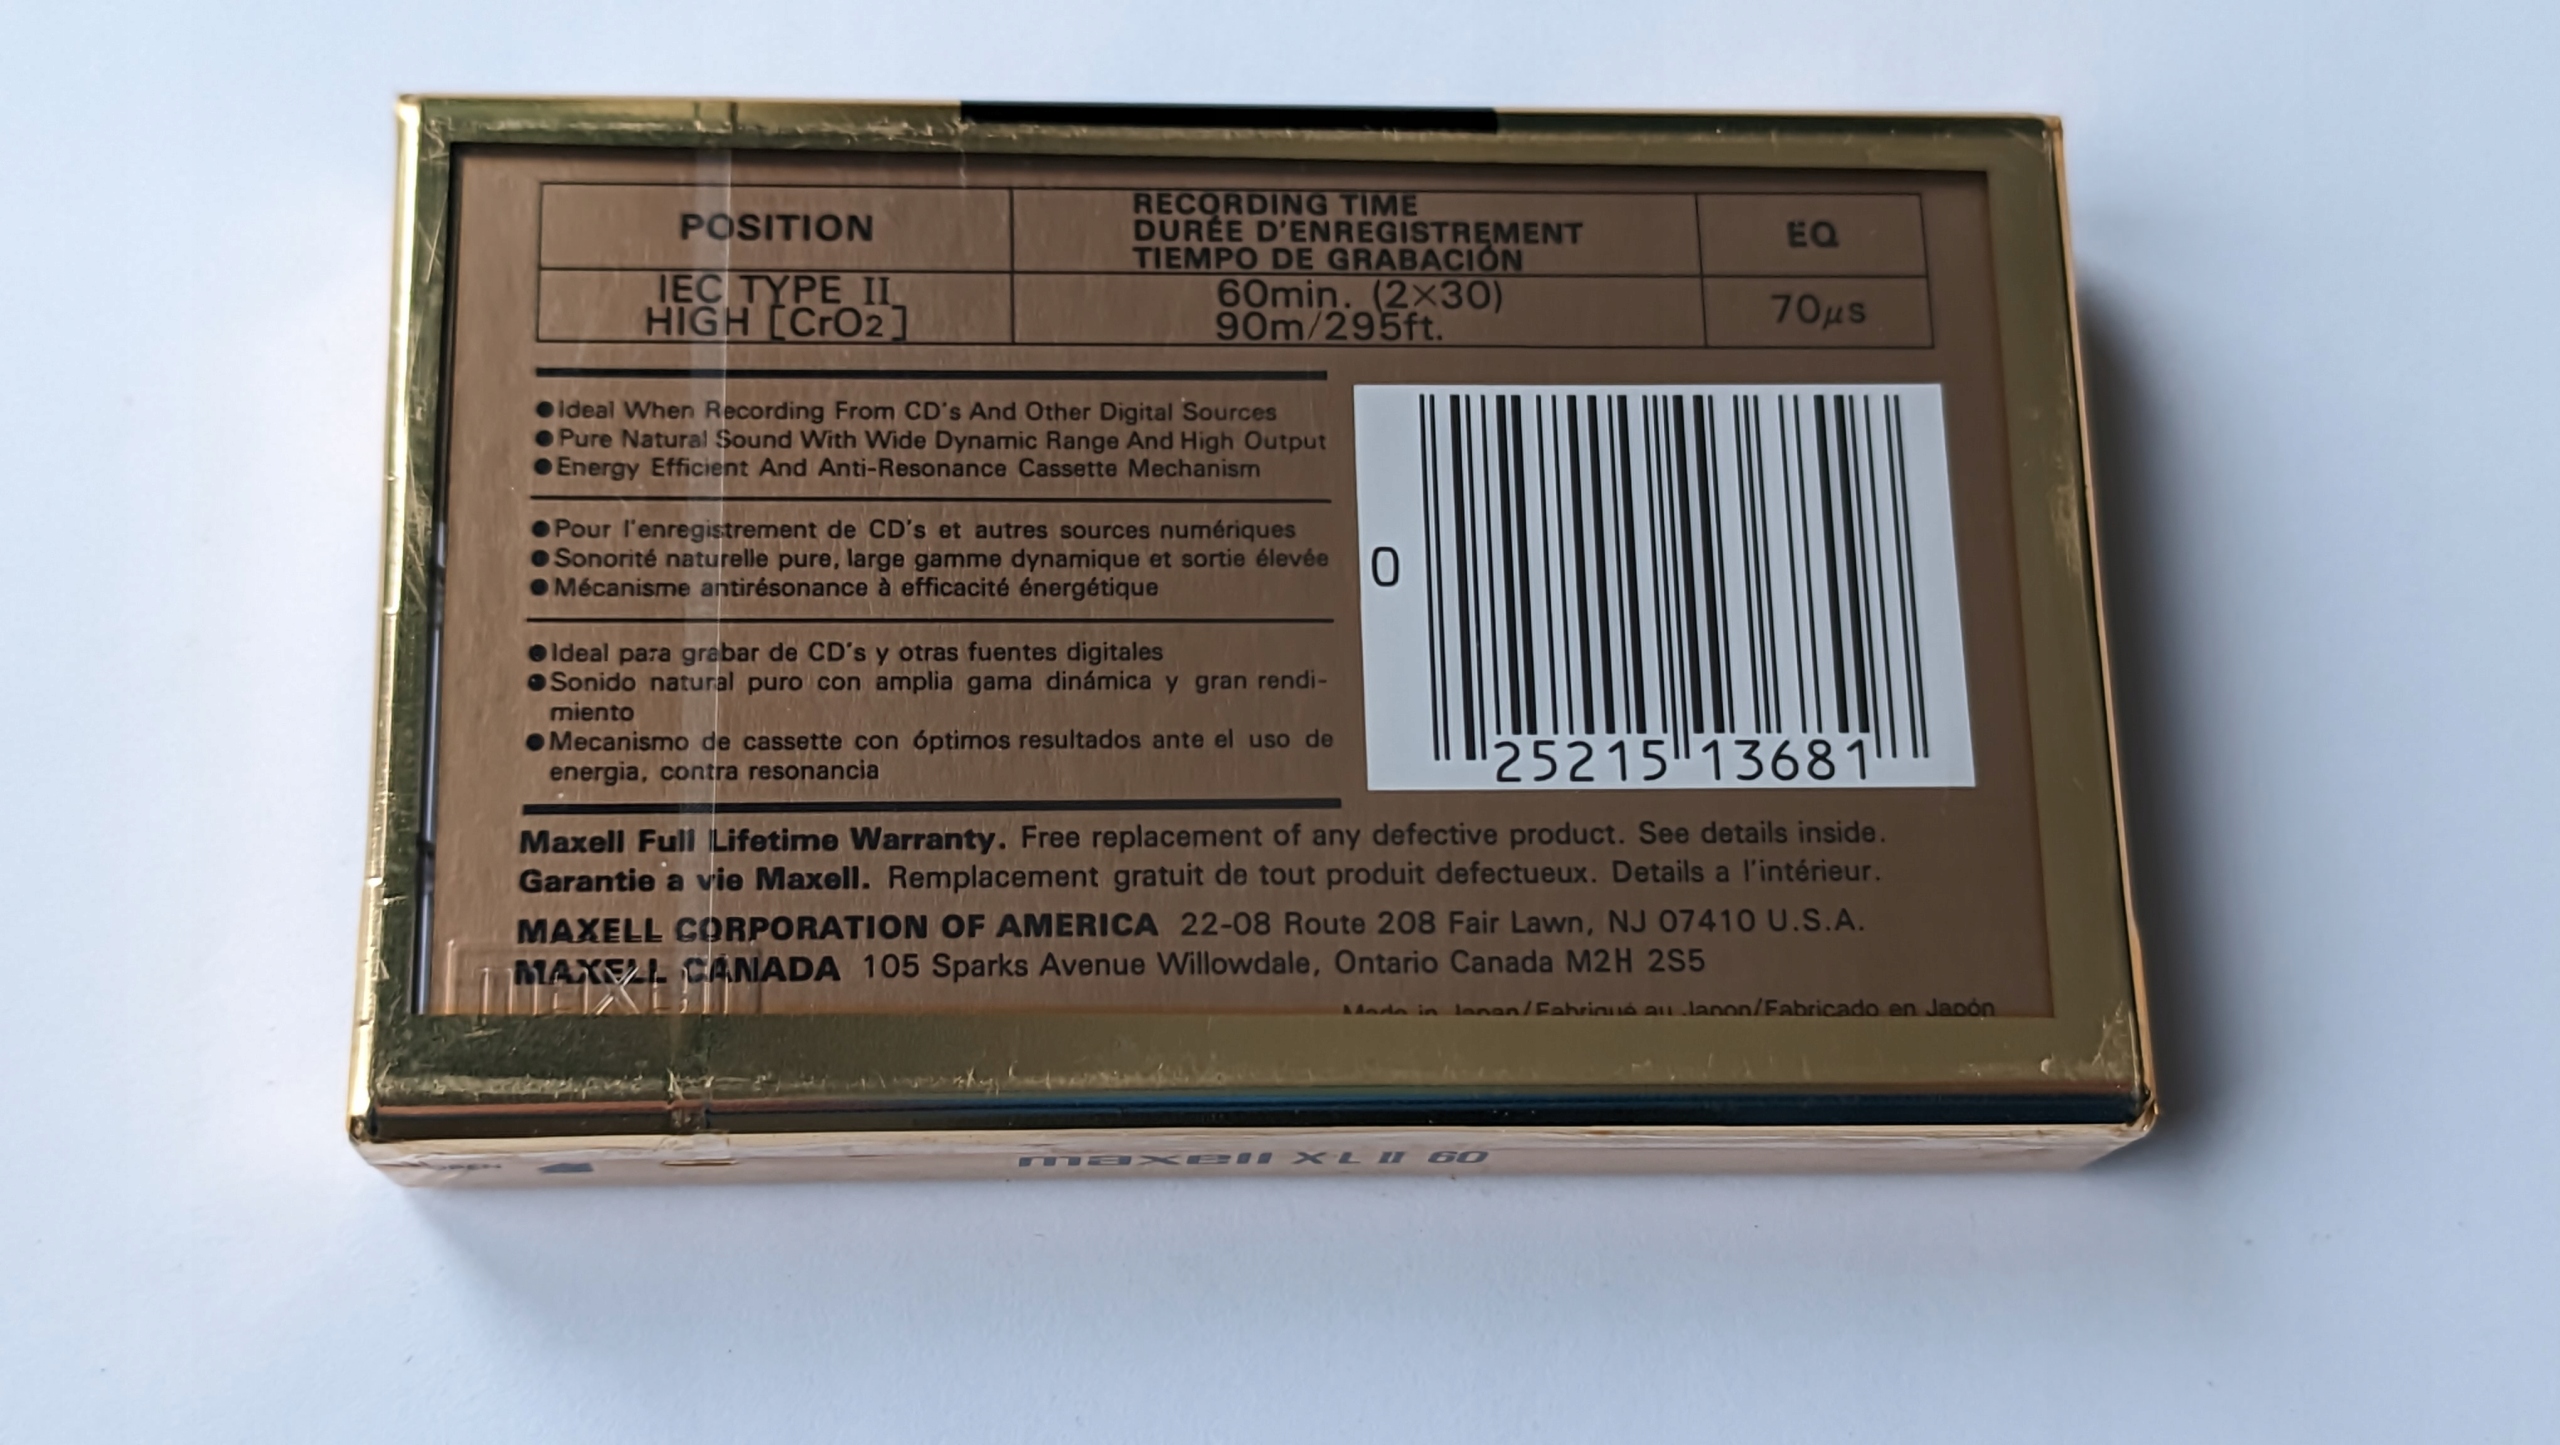 POSITION
RECORDING TIME
DURÉE D'ENREGISTREMENT
TIEMPO DE GRABACIÓN
EQ
IEC TYPE II
HIGH [CrO2]
60min. (2×30)
90m/295ft.
70μs
●Ideal When Recording From CD's And Other Digital Sources
●Pure Natural Sound With Wide Dynamic Range And High Output
●Energy Efficient And Anti-Resonance Cassette Mechanism
●Pour l'enregistrement de CD's et autres sources numériques
●Sonorité naturelle pure, large gamme dynamique et sortie élevée
●Mécanisme antirésonance à efficacité énergétique
●Ideal para grabar de CD's y otras fuentes digitales
●Sonido natural puro con amplia gama dinámica y gran rendi-
miento
●Mecanismo de cassette con óptimos resultados ante el uso de
energia, contra resonancia
0
25215 13681
Maxell Full Lifetime Warranty. Free replacement of any defective product. See details inside.
Garantie a vie Maxell. Remplacement gratuit de tout produit defectueux. Details a l'intérieur.
MAXELL CORPORATION OF AMERICA 22-08 Route 208 Fair Lawn, NJ 07410 U.S.A.
MAXELL CANADA 105 Sparks Avenue Willowdale, Ontario Canada M2H 2S5
maxell
Made in Japan/Fabriqué au Japon/Fabricado en Japón
OPEN
maxell XL II 60